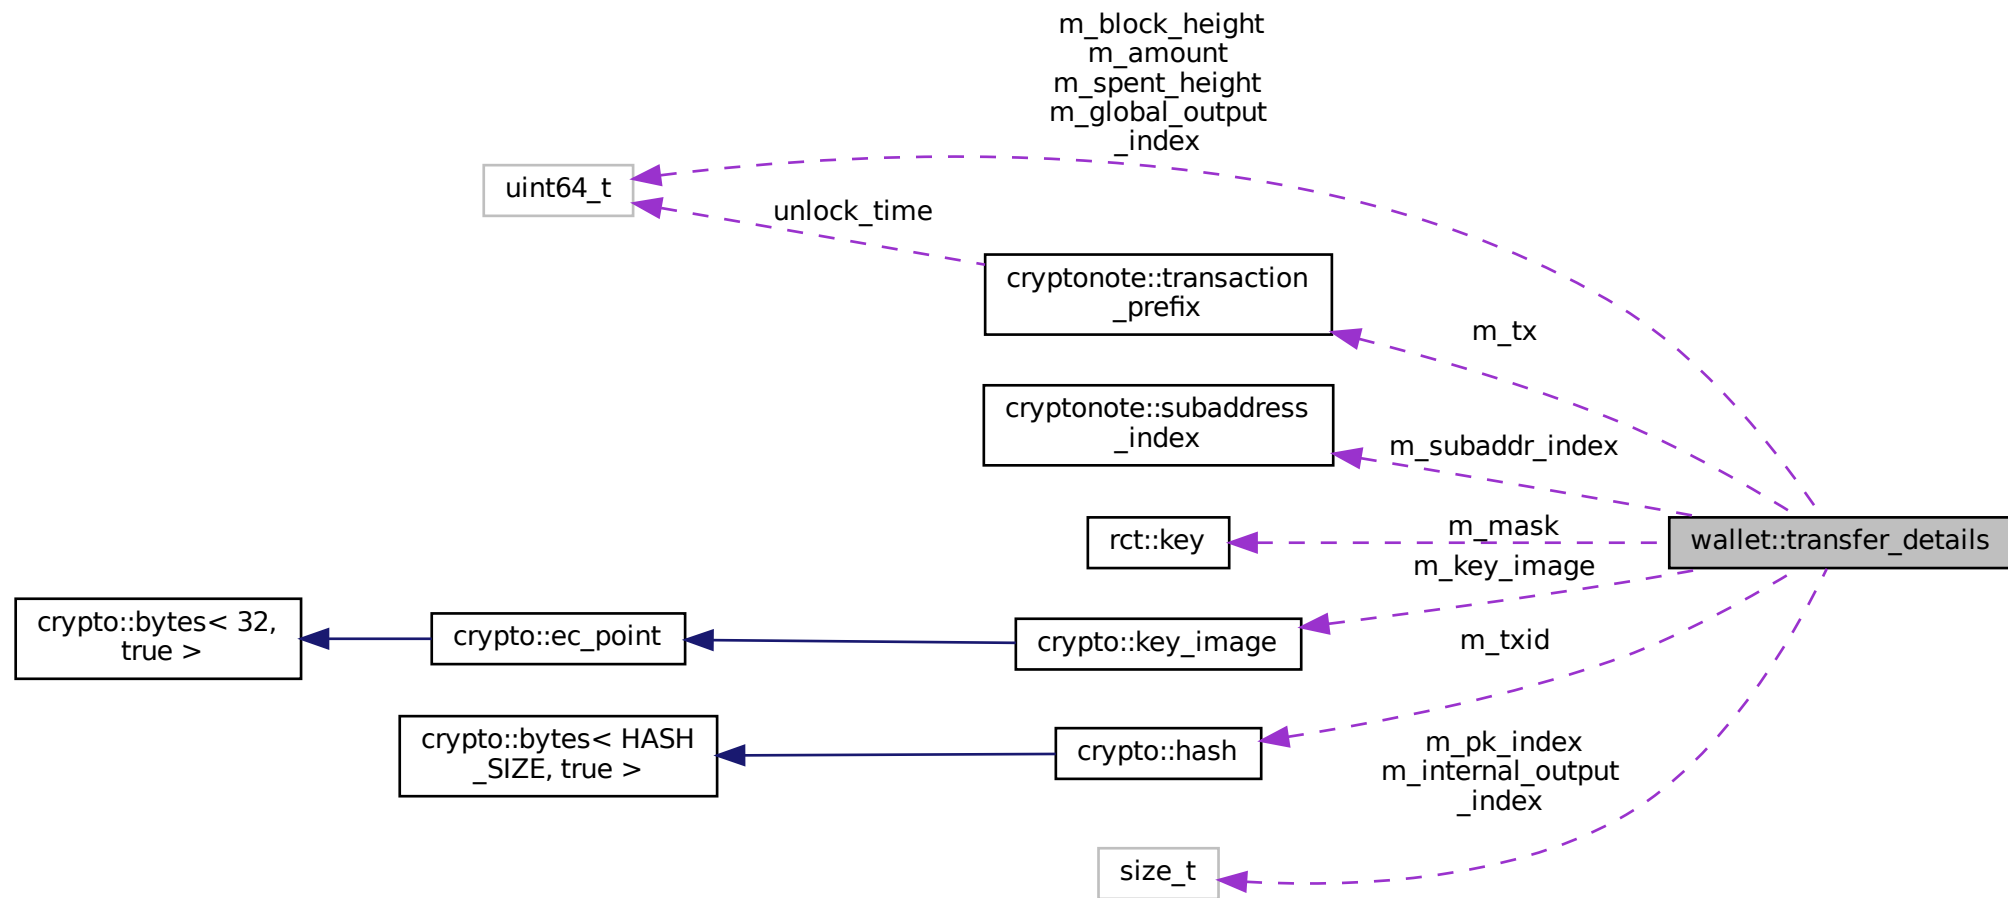 m_block_height
m_amount
m_spent_height
m_global_output
_index
uint64_t
unlock_time
cryptonote::transaction
_prefix
m_tx
cryptonote::subaddress
_index
m_subaddr_index
rct::key
m_mask
wallet::transfer_details
m_key_image
crypto::bytes< 32,
true >
crypto::ec_point
crypto::key_image
m_txid
crypto::bytes< HASH
_SIZE, true >
crypto::hash
m_pk_index
m_internal_output
_index
size_t